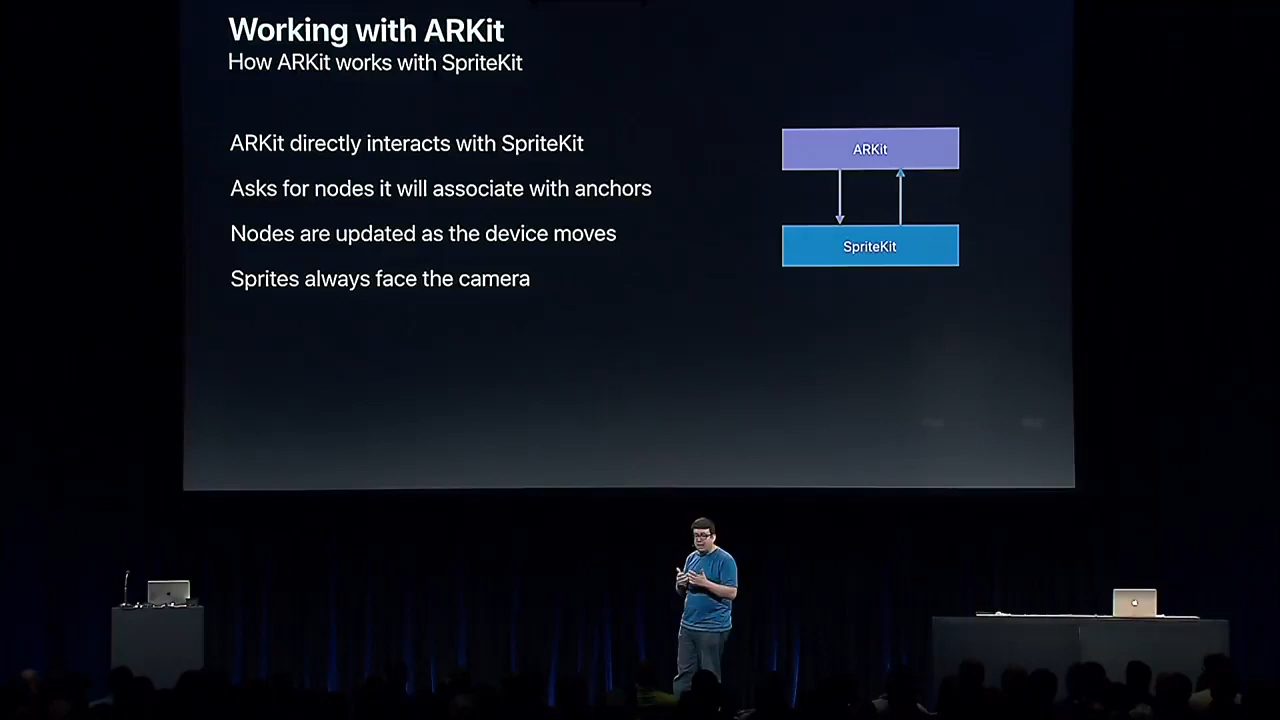 Working with ARKit
How ARKit works with SpriteKit
ARKit directly interacts with SpriteKit
Asks for nodes it will associate with anchors
Nodes are updated as the device moves
Sprites always face the camera
ARKit
SpriteKit